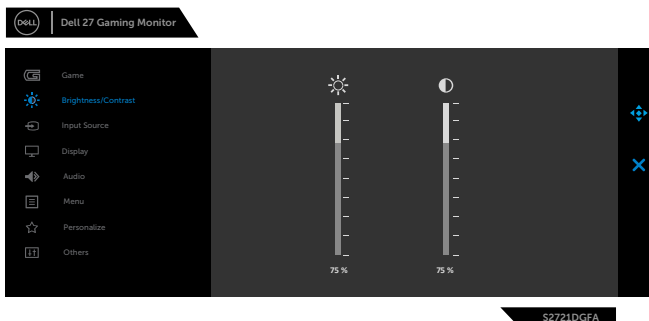 DELL
Dell 27 Gaming Monitor
Game
Brightness/Contrast
Input Source
Display
Audio
Menu
Personalize
Others
75 %
75 %
S2721DGFA